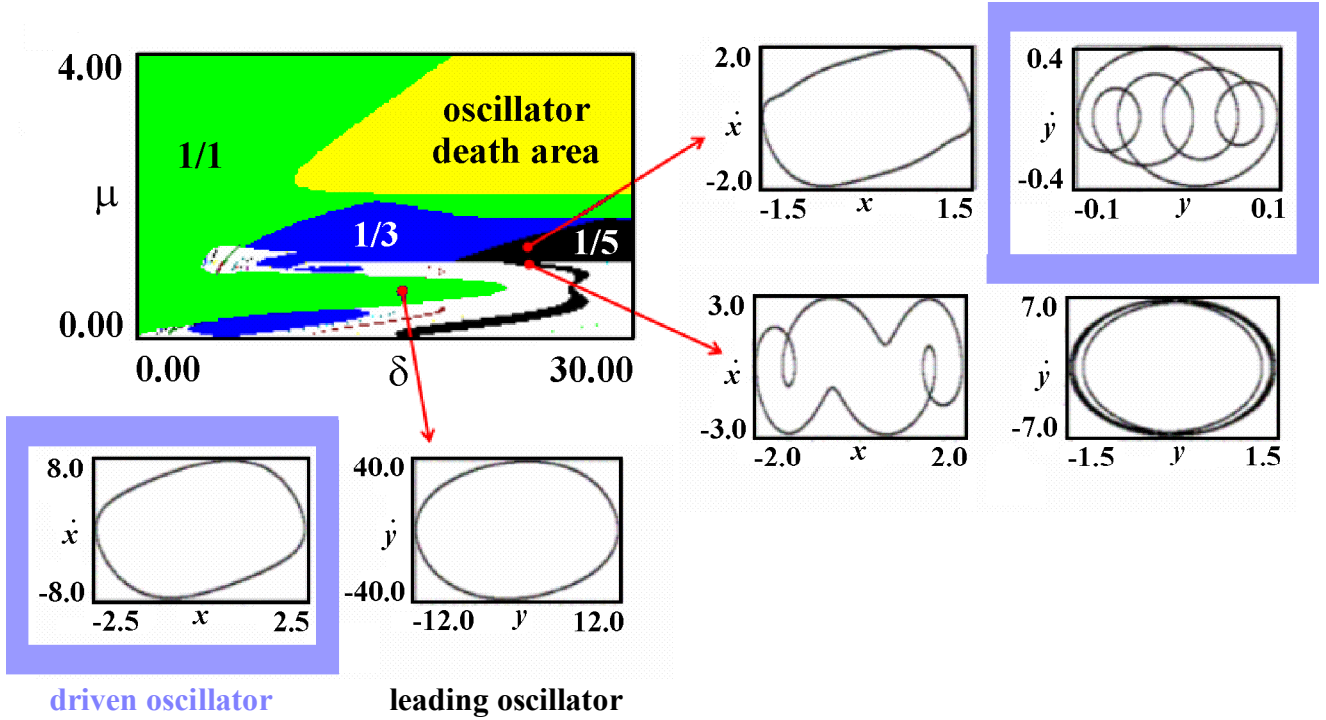 4.00
μ
0.00
0.00
δ
30.00
1/1
oscillator
death area
1/3
1/5
2.0
ẋ
-2.0
-1.5
x
1.5
0.4
ẏ
-0.4
-0.1
y
0.1
3.0
ẋ
-3.0
-2.0
x
2.0
7.0
ẏ
-7.0
-1.5
y
1.5
8.0
ẋ
-8.0
-2.5
x
2.5
40.0
ẏ
-40.0
-12.0
y
12.0
driven oscillator
leading oscillator